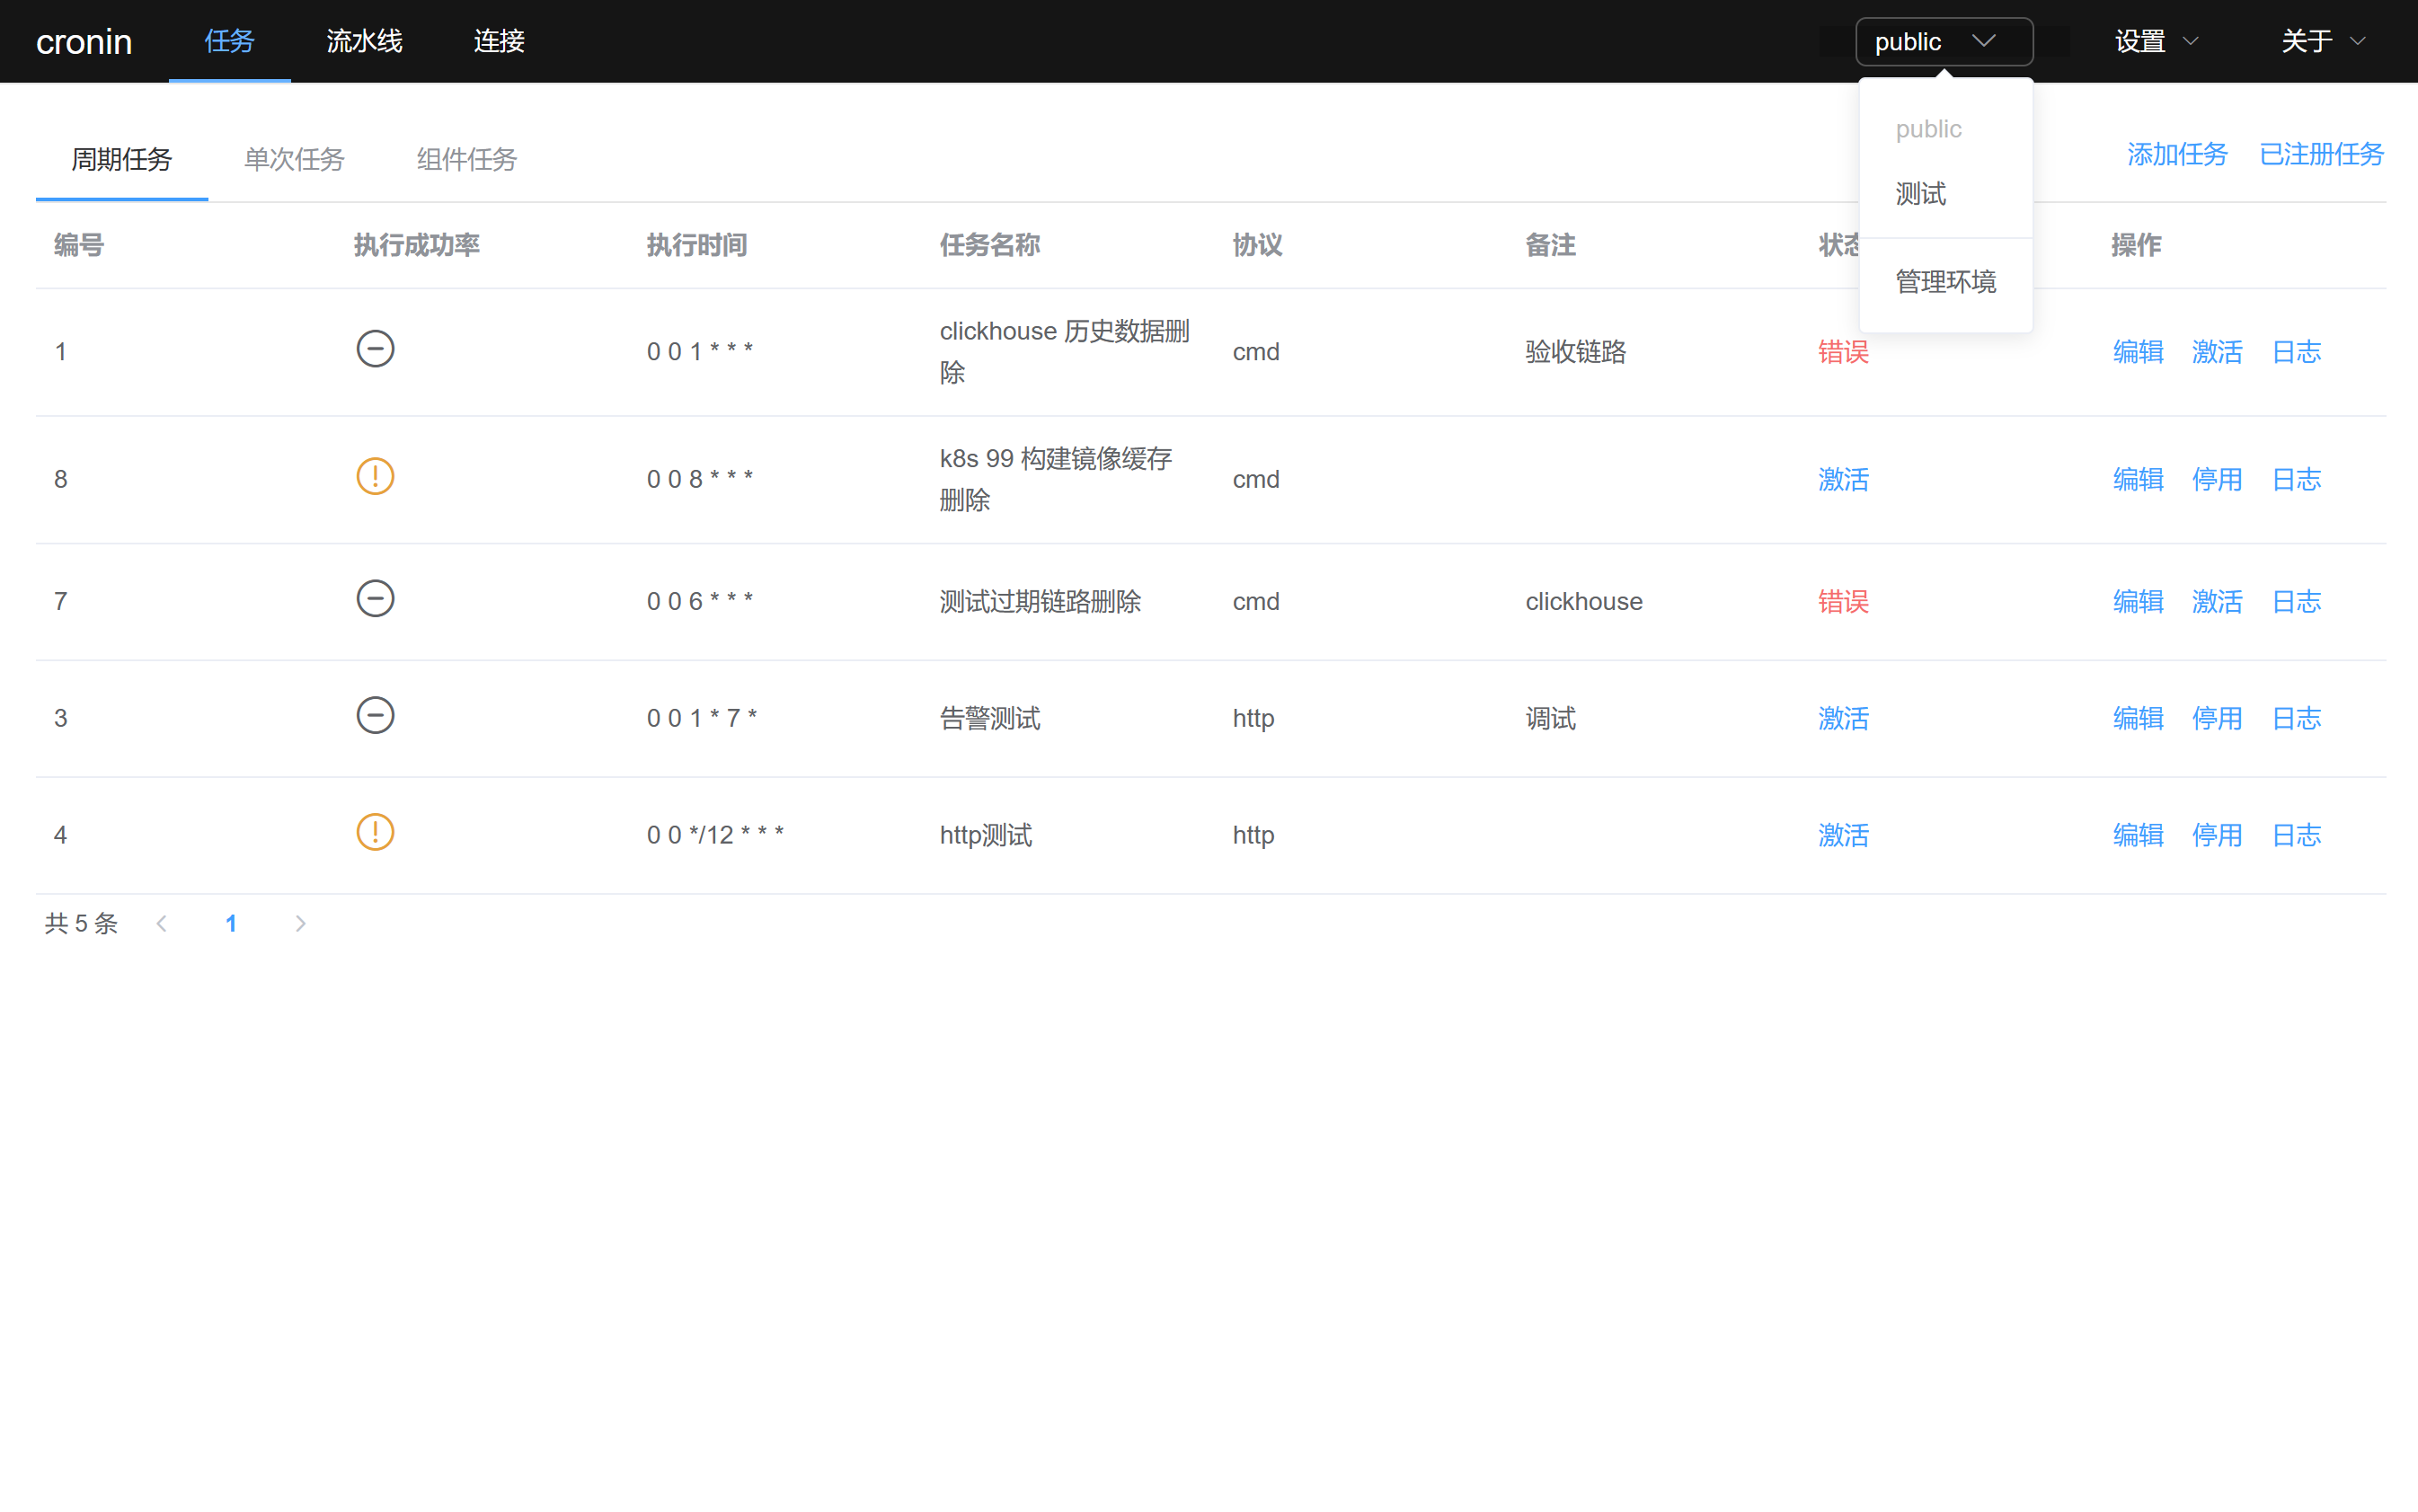 cronin 任务 流水线 连接 public 设置 关于
public
测试
管理环境
周期任务 单次任务 组件任务 添加任务 已注册任务
编号 执行成功率 执行时间 任务名称 协议 备注 状 操作
1 0 0 1 * * * clickhouse 历史数据删
除 cmd 验收链路 错误 编辑 激活 日志
8 0 0 8 * * * k8s 99 构建镜像缓存
删除 cmd 激活 编辑 停用 日志
7 0 0 6 * * * 测试过期链路删除 cmd clickhouse 错误 编辑 激活 日志
3 0 0 1 * 7 * 告警测试 http 调试 激活 编辑 停用 日志
4 0 0 */12 * * * http测试 http 激活 编辑 停用 日志
共 5 条 1